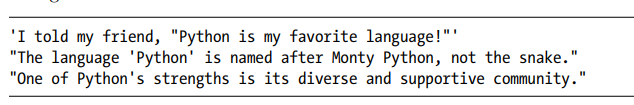 'I told my friend, "Python is my favorite language!"'
"The language 'Python' is named after Monty Python, not the snake."
"One of Python's strengths is its diverse and supportive community."